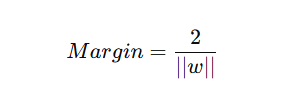 Margin = 2 / ||w||